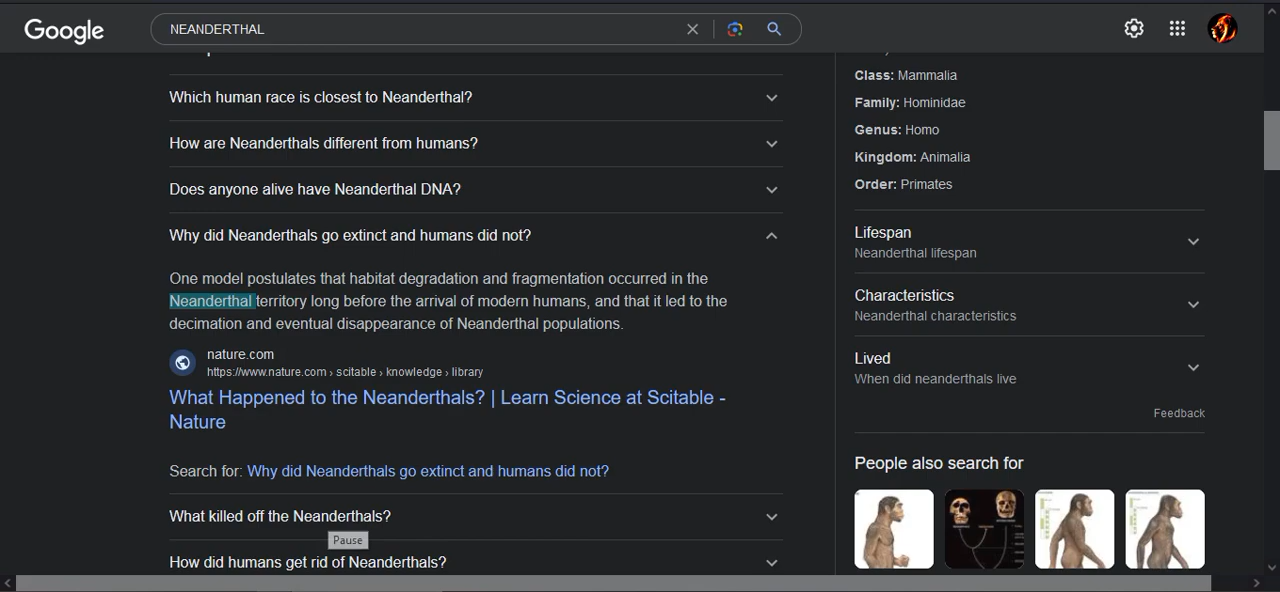 Google
NEANDERTHAL
Which human race is closest to Neanderthal?
How are Neanderthals different from humans?
Does anyone alive have Neanderthal DNA?
Why did Neanderthals go extinct and humans did not?
One model postulates that habitat degradation and fragmentation occurred in the
Neanderthal territory long before the arrival of modern humans, and that it led to the
decimation and eventual disappearance of Neanderthal populations.
nature.com
https://www.nature.com › scitable › knowledge › library
What Happened to the Neanderthals? | Learn Science at Scitable -
Nature
Search for: Why did Neanderthals go extinct and humans did not?
What killed off the Neanderthals?
Pause
How did humans get rid of Neanderthals?
Class: Mammalia
Family: Hominidae
Genus: Homo
Kingdom: Animalia
Order: Primates
Lifespan
Neanderthal lifespan
Characteristics
Neanderthal characteristics
Lived
When did neanderthals live
Feedback
People also search for